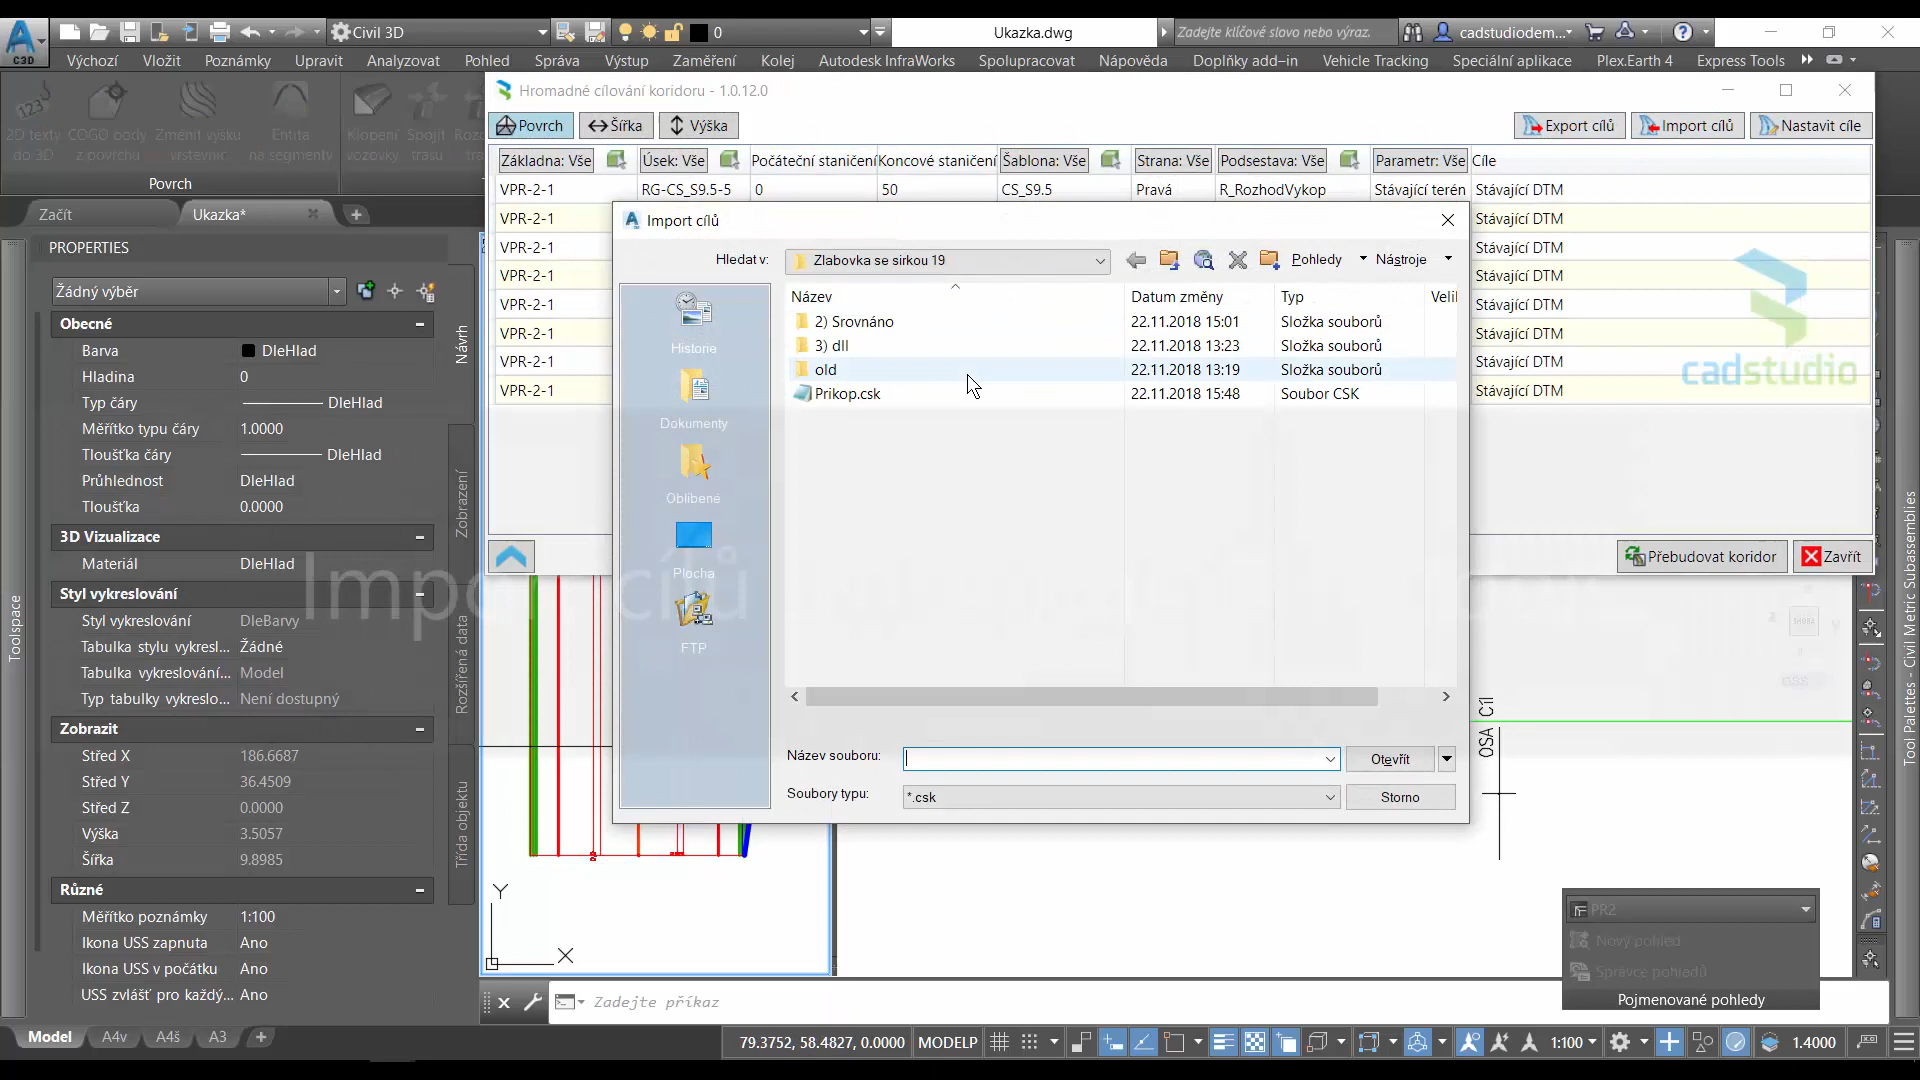 C3D
Civil 3D
0
Ukazka.dwg
Zadejte klíčové slovo nebo výraz.
cadstudiodem...
Výchozí Vložit Poznámky Upravit Analyzovat Pohled Správa Výstup Zaměření Kolej Autodesk InfraWorks Spolupracovat Nápověda Doplňky add–in Vehicle Tracking Speciální aplikace Plex.Earth 4 Express Tools
2D texty do 3D
COGO body z povrchu
Změnit výšku vrstevnic
Entita na segmentu
Klopení vozovky
Spojit trasu
Povrch
Začít
Ukazka*
Hromadné cílování koridoru - 1.0.12.0
Povrch Šířka Výška
Export cílů Import cílů Nastavit cíle
Základna: Vše Úsek: Vše Počáteční staničení Koncové staničení Šablona: Vše Strana: Vše Podsestava: Vše Parametr: Vše Cíle
VPR-2-1 RG-CS_S9.5-5 0 50 CS_S9.5 Pravá R_RozhodVykop Stávající terén Stávající DTM
VPR-2-1 Stávající DTM
VPR-2-1 Stávající DTM
VPR-2-1 Stávající DTM
VPR-2-1 Stávající DTM
VPR-2-1 Stávající DTM
VPR-2-1 Stávající DTM
VPR-2-1 Stávající DTM
cadstudio
Přebudovat koridor Zavřít
Import cílů
Hledat v: Zlabovka se sirkou 19
Pohledy Nástroje
Název Datum změny Typ Veli
2) Srovnáno 22.11.2018 15:01 Složka souborů
3) dll 22.11.2018 13:23 Složka souborů
old 22.11.2018 13:19 Složka souborů
Prikop.csk 22.11.2018 15:48 Soubor CSK
Historie
Dokumenty
Oblíbené
Plocha
FTP
Název souboru:
Otevřít
Soubory typu: *.csk
Storno
Import cílů
PROPERTIES
Žádný výběr
Obecné
Barva DleHlad
Hladina 0
Typ čáry DleHlad
Měřítko typu čáry 1.0000
Tloušťka čáry DleHlad
Průhlednost DleHlad
Tloušťka 0.0000
3D Vizualizace
Materiál DleHlad
Styl vykreslování
Styl vykreslování DleBarvy
Tabulka stylu vykresl... Žádné
Tabulka vykreslování... Model
Typ tabulky vykreslo... Není dostupný
Zobrazit
Střed X 186.6687
Střed Y 36.4509
Střed Z 0.0000
Výška 3.5057
Šířka 9.8985
Různé
Měřítko poznámky 1:100
Ikona USS zapnuta Ano
Ikona USS v počátku Ano
USS zvlášť pro každý... Ano
Návrh
Zobrazení
Rozšířená data
Třída objektu
Toolspace
Tool Palettes - Civil Metric Subassemblies
OSA Cíl
Y
X
PR2
Nový pohled
Správce pohledů
Pojmenované pohledy
Zadejte příkaz
Model A4v A4š A3
79.3752, 58.4827, 0.0000 MODELP 1:100 1.4000